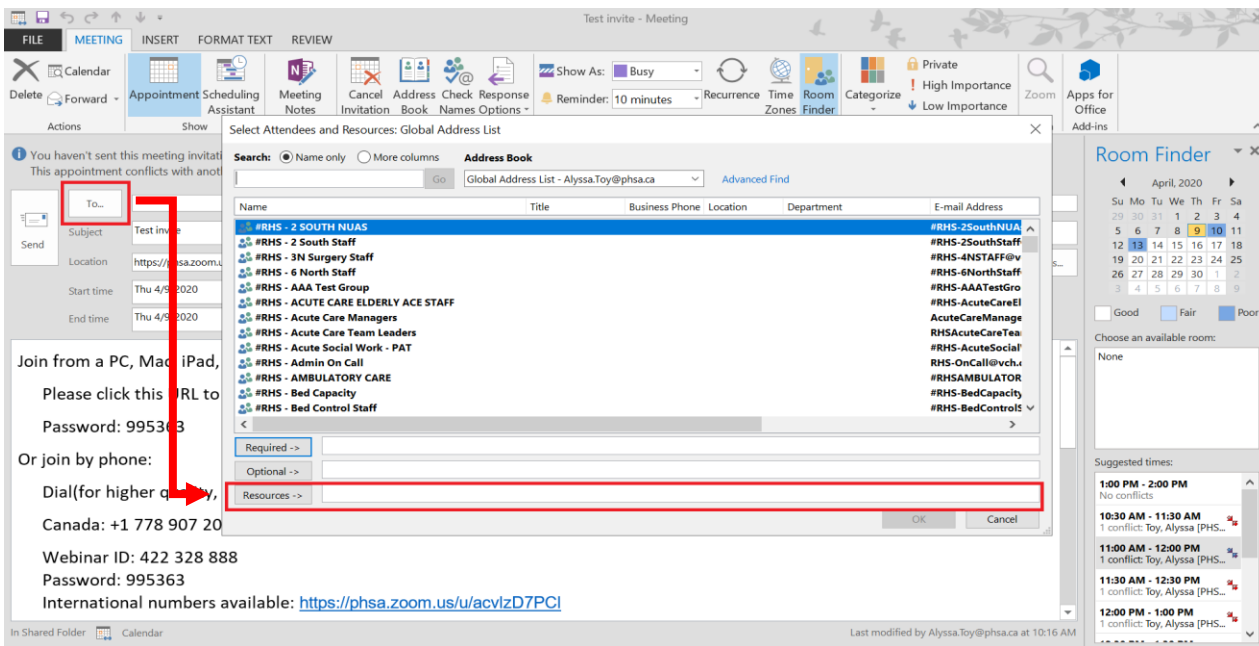 Test invite - Meeting
FILE MEETING INSERT FORMAT TEXT REVIEW
Delete
Calendar
Forward
Actions
Appointment
Scheduling Assistant
Show
Meeting Notes
Cancel Invitation
Address Book
Check Names
Response Options
Show As: Busy
Reminder: 10 minutes
Recurrence
Time Zones
Room Finder
Categorize
Private
High Importance
Low Importance
Zoom
Apps for Office
Add-ins
You haven't sent this meeting invitati
This appointment conflicts with anot
Send
To...
Subject Test invite
Location
Start time Thu 4/9/2020
End time Thu 4/9/2020
Select Attendees and Resources: Global Address List
Search: Name only More columns Address Book
Go Global Address List - Alyssa.Toy@phsa.ca Advanced Find
Name Title Business Phone Location Department E-mail Address
#RHS - 2 SOUTH NUAS #RHS-2SouthNUA
#RHS - 2 South Staff #RHS-2SouthStaff
#RHS - 3N Surgery Staff #RHS-4NSTAFF@v
#RHS - 6 North Staff #RHS-6NorthStaff
#RHS - AAA Test Group #RHS-AAATestGro
#RHS - ACUTE CARE ELDERLY ACE STAFF #RHS-AcuteCareEl
#RHS - Acute Care Managers AcuteCareManage
#RHS - Acute Care Team Leaders RHSAcuteCareTea
#RHS - Acute Social Work - PAT #RHS-AcuteSocial
#RHS - Admin On Call RHS-OnCall@vch.c
#RHS - AMBULATORY CARE #RHSAMBULATOR
#RHS - Bed Capacity #RHS-BedCapacity
#RHS - Bed Control Staff #RHS-BedControlS
Required ->
Optional ->
Resources ->
OK Cancel
Join from a PC, Mac, iPad,
Please click this URL to
Password: 995363
Or join by phone:
Dial(for higher quality,
Canada: +1 778 907 20
Webinar ID: 422 328 888
Password: 995363
International numbers available: https://phsa.zoom.us/u/acvlzD7PCl
In Shared Folder Calendar
Last modified by Alyssa.Toy@phsa.ca at 10:16 AM
Room Finder
April, 2020
Su Mo Tu We Th Fr Sa
29 30 31 1 2 3 4
5 6 7 8 9 10 11
12 13 14 15 16 17 18
19 20 21 22 23 24 25
26 27 28 29 30 1 2
3 4 5 6 7 8 9
Good Fair Poor
Choose an available room:
None
Suggested times:
1:00 PM - 2:00 PM
No conflicts
10:30 AM - 11:30 AM
1 conflict: Toy, Alyssa [PHS...
11:00 AM - 12:00 PM
1 conflict: Toy, Alyssa [PHS...
11:30 AM - 12:30 PM
1 conflict: Toy, Alyssa [PHS...
12:00 PM - 1:00 PM
1 conflict: Toy, Alyssa [PHS...